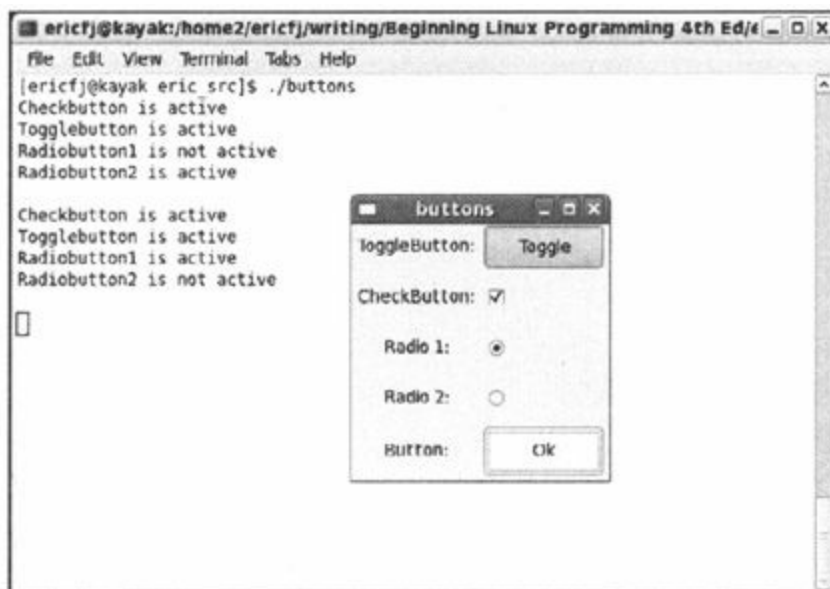 ericfj@kayak:/home2/ericfj/writing/Beginning Linux Programming 4th Ed/e
File Edit View Terminal Tabs Help
[ericfj@kayak eric_src]$ ./buttons
Checkbutton is active
Togglebutton is active
Radiobutton1 is not active
Radiobutton2 is active
Checkbutton is active
Togglebutton is active
Radiobutton1 is active
Radiobutton2 is not active
buttons
ToggleButton: Toggle
CheckButton:
Radio 1:
Radio 2:
Button: Ok